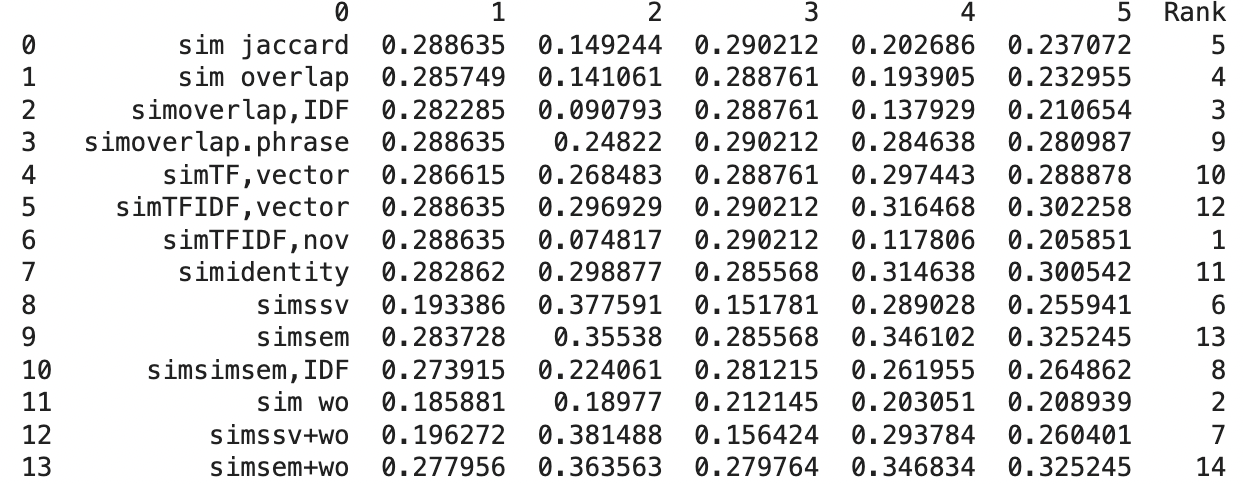 0 1 2 3 4 5 Rank
0 sim jaccard 0.288635 0.149244 0.290212 0.202686 0.237072 5
1 sim overlap 0.285749 0.141061 0.288761 0.193905 0.232955 4
2 simoverlap,IDF 0.282285 0.090793 0.288761 0.137929 0.210654 3
3 simoverlap.phrase 0.288635 0.24822 0.290212 0.284638 0.280987 9
4 simTF,vector 0.286615 0.268483 0.288761 0.297443 0.288878 10
5 simTFIDF,vector 0.288635 0.296929 0.290212 0.316468 0.302258 12
6 simTFIDF,nov 0.288635 0.074817 0.290212 0.117806 0.205851 1
7 simidentity 0.282862 0.298877 0.285568 0.314638 0.300542 11
8 simssv 0.193386 0.377591 0.151781 0.289028 0.255941 6
9 simsem 0.283728 0.35538 0.285568 0.346102 0.325245 13
10 simsimsem,IDF 0.273915 0.224061 0.281215 0.261955 0.264862 8
11 sim wo 0.185881 0.18977 0.212145 0.203051 0.208939 2
12 simssv+wo 0.196272 0.381488 0.156424 0.293784 0.260401 7
13 simsem+wo 0.277956 0.363563 0.279764 0.346834 0.325245 14